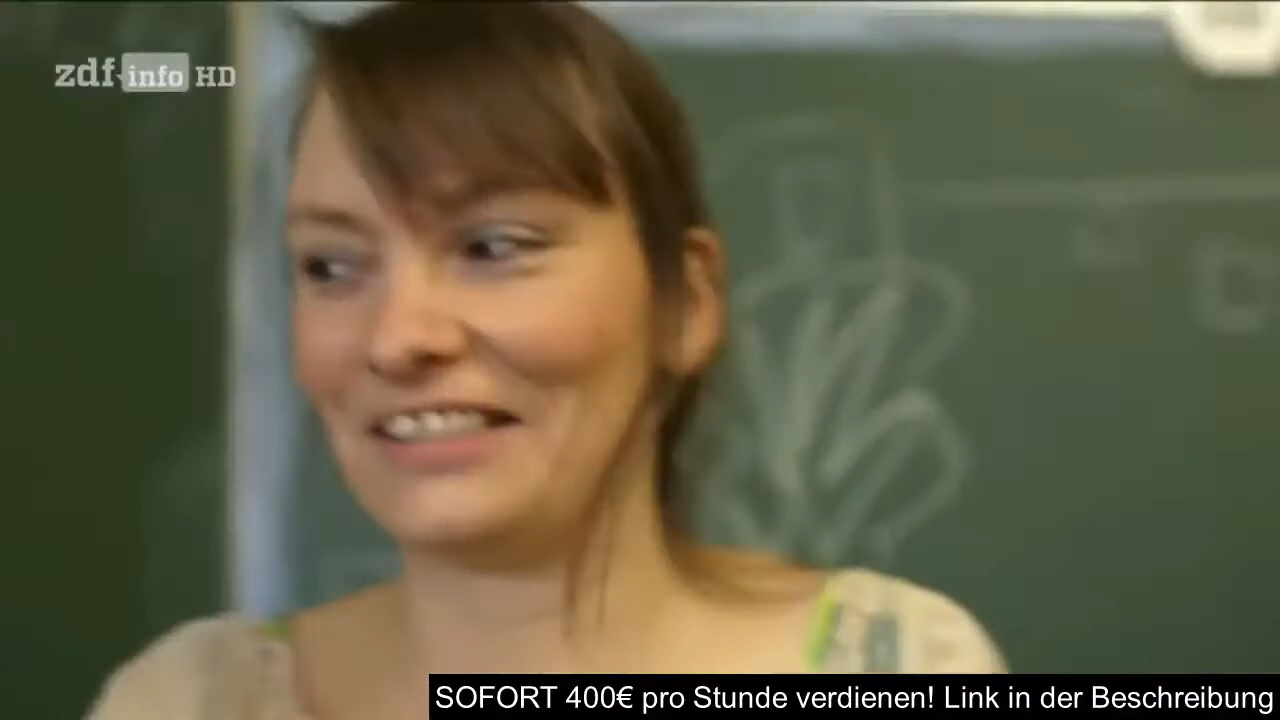 zdf info HD
SOFORT 400€ pro Stunde verdienen! Link in der Beschreibung